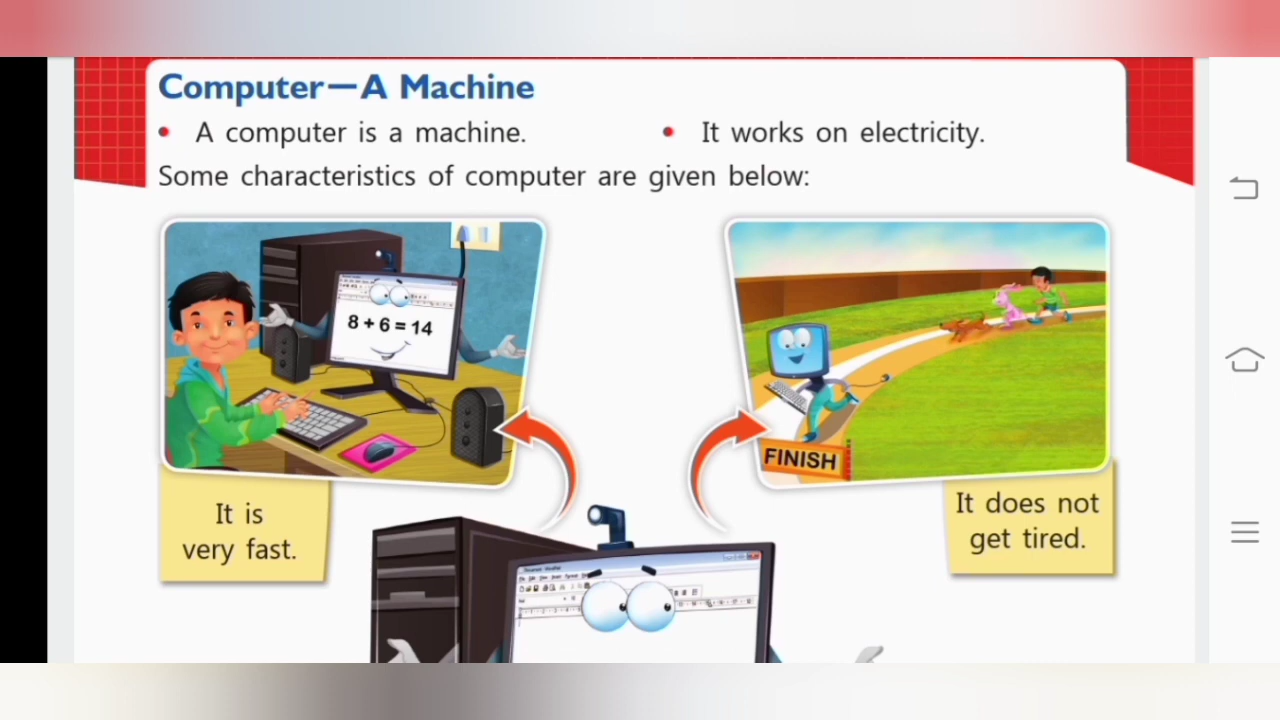 Computer—A Machine
• A computer is a machine.
• It works on electricity.
Some characteristics of computer are given below:
8 + 6 = 14
FINISH
It is
very fast.
It does not
get tired.